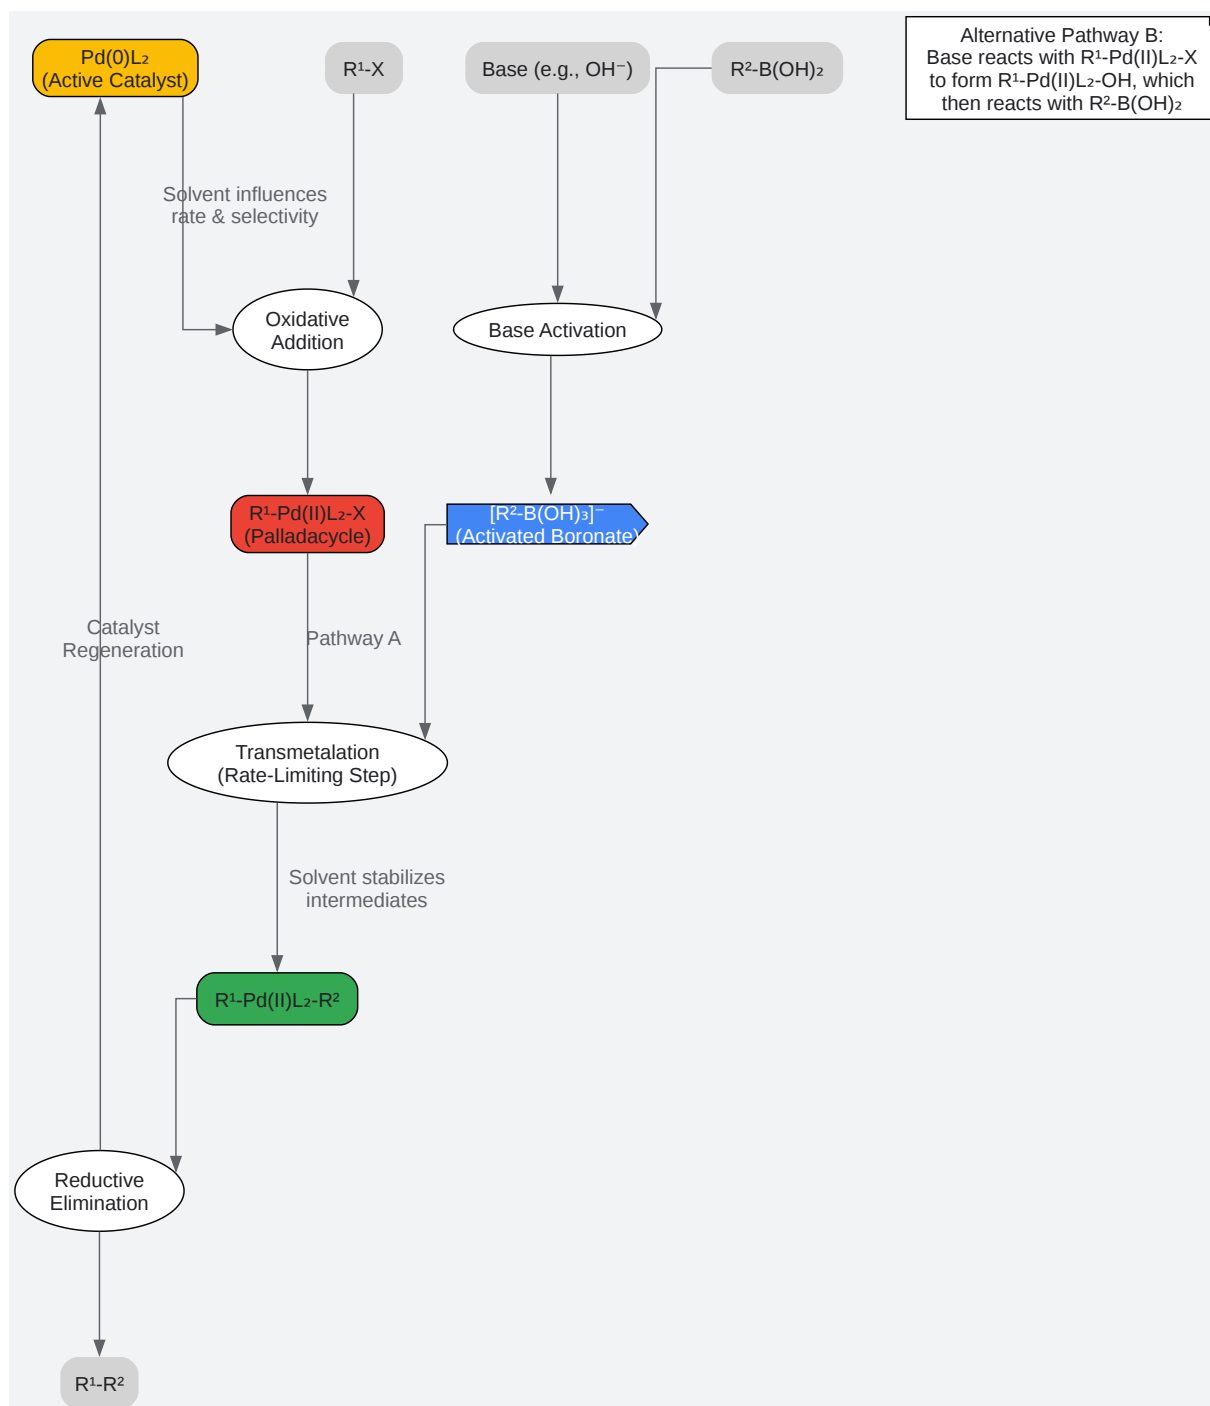 Pd(0)L₂
(Active Catalyst)
R¹-X
Base (e.g., OH⁻)
R²-B(OH)₂
Alternative Pathway B:
Base reacts with R¹-Pd(II)L₂-X
to form R¹-Pd(II)L₂-OH, which
then reacts with R²-B(OH)₂
Solvent influences
rate & selectivity
Oxidative
Addition
Base Activation
R¹-Pd(II)L₂-X
(Palladacycle)
[R²-B(OH)₃]⁻
(Activated Boronate)
Catalyst
Regeneration
Pathway A
Transmetalation
(Rate-Limiting Step)
Solvent stabilizes
intermediates
R¹-Pd(II)L₂-R²
Reductive
Elimination
R¹-R²